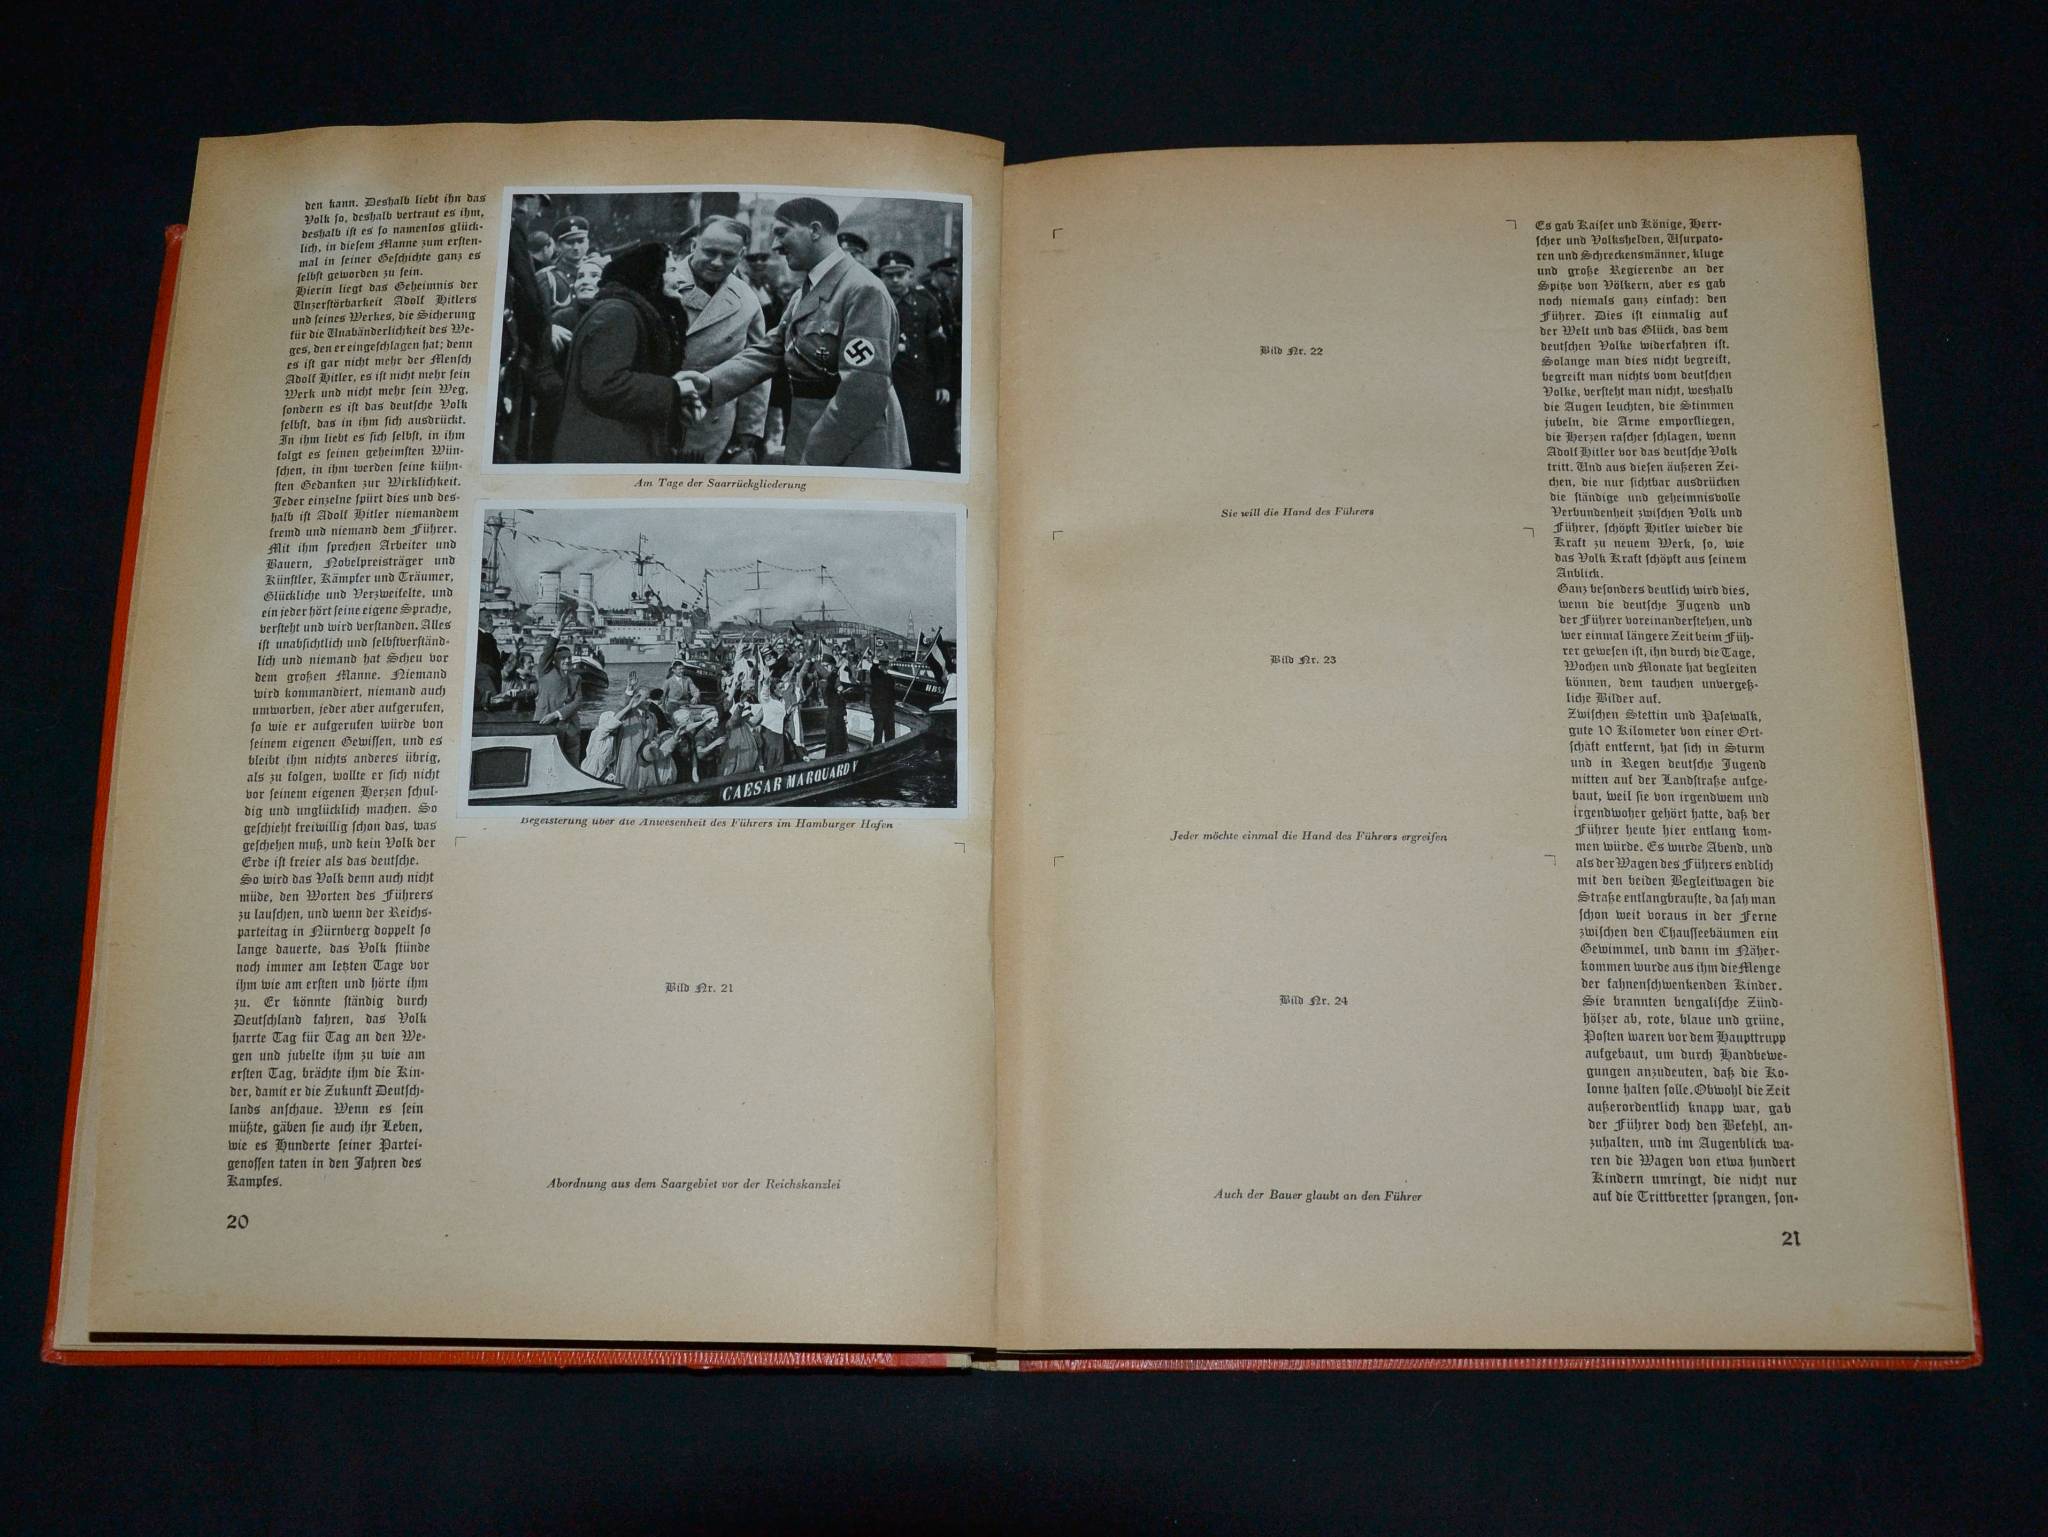 den kann. Deshalb liebt ihn das
Volk so, deshalb vertraut es ihm,
deshalb ist es so namenlos glück-
lich, in diesem Manne zum ersten-
mal in seiner Geschichte ganz es
selbst geworden zu sein.
Hierin liegt das Geheimnis der
Unzerstörbarkeit Adolf Hitlers
und seines Werkes, die Sicherung
für die Unabänderlichkeit des We-
ges, den er eingeschlagen hat; denn
es ist gar nicht mehr der Mensch
Adolf Hitler, es ist nicht mehr sein
Werk und nicht mehr sein Weg,
sondern es ist das deutsche Volk
selbst, das in ihm sich ausdrückt.
In ihm liebt es sich selbst, in ihm
folgt es seinen geheimsten Wün-
schen, in ihm werden seine kühn-
sten Gedanken zur Wirklichkeit.
Jeder einzelne spürt dies und des-
halb ist Adolf Hitler niemandem
fremd und niemand dem Führer.
Mit ihm sprechen Arbeiter und
Bauern, Nobelpreisträger und
Künstler, Kämpfer und Träumer,
Glückliche und Verzweifelte, und
ein jeder hört seine eigene Sprache,
versteht und wird verstanden. Alles
ist unabsichtlich und selbstverständ-
lich und niemand hat Scheu vor
dem großen Manne. Niemand
wird kommandiert, niemand auch
umworben, jeder aber aufgerufen,
so wie er aufgerufen würde von
seinem eigenen Gewissen, und es
bleibt ihm nichts anderes übrig,
als zu folgen, wollte er sich nicht
vor seinem eigenen Herzen schul-
dig und unglücklich machen. So
geschieht freiwillig schon das, was
geschehen muß, und kein Volk der
Erde ist freier als das deutsche.
So wird das Volk denn auch nicht
müde, den Worten des Führers
zu lauschen, und wenn der Reichs-
parteitag in Nürnberg doppelt so
lange dauerte, das Volk stünde
noch immer am letzten Tage vor
ihm wie am ersten und hörte ihm
zu. Er könnte ständig durch
Deutschland fahren, das Volk
harrte Tag für Tag an den We-
gen und jubelte ihm zu wie am
ersten Tag, brächte ihm die Kin-
der, damit er die Zukunft Deutsch-
lands anschaue. Wenn es sein
müßte, gäben sie auch ihr Leben,
wie es Hunderte seiner Partei-
genossen taten in den Jahren des
Kampfes.
20
Am Tage der Saarrückgliederung
CAESAR MARQUARD V
Begeisterung über die Anwesenheit des Führers im Hamburger Hafen
Bild Nr. 21
Abordnung aus dem Saargebiet vor der Reichskanzlei
Bild Nr. 22
Sie will die Hand des Führers
Bild Nr. 23
Jeder möchte einmal die Hand des Führers ergreifen
Bild Nr. 24
Auch der Bauer glaubt an den Führer
Es gab Kaiser und Könige, Herr-
scher und Volkshelden, Usurpato-
ren und Schreckensmänner, kluge
und große Regierende an der
Spitze von Völkern, aber es gab
noch niemals ganz einfach: den
Führer. Dies ist einmalig auf
der Welt und das Glück, das dem
deutschen Volke widerfahren ist.
Solange man dies nicht begreift,
begreift man nichts vom deutschen
Volke, versteht man nicht, weshalb
die Augen leuchten, die Stimmen
jubeln, die Arme emporfliegen,
die Herzen rascher schlagen, wenn
Adolf Hitler vor das deutsche Volk
tritt. Und aus diesen äußeren Zei-
chen, die nur sichtbar ausdrücken
die ständige und geheimnisvolle
Verbundenheit zwischen Volk und
Führer, schöpft Hitler wieder die
Kraft zu neuem Werk, so, wie
das Volk Kraft schöpft aus seinem
Anblick.
Ganz besonders deutlich wird dies,
wenn die deutsche Jugend und
der Führer voreinanderstehen, und
wer einmal längere Zeit beim Füh-
rer gewesen ist, ihn durch die Tage,
Wochen und Monate hat begleiten
können, dem tauchen unvergeß-
liche Bilder auf.
Zwischen Stettin und Pasewalk,
gute 10 Kilometer von einer Ort-
schaft entfernt, hat sich in Sturm
und in Regen deutsche Jugend
mitten auf der Landstraße aufge-
baut, weil sie von irgendwem und
irgendwoher gehört hatte, daß der
Führer heute hier entlang kom-
men würde. Es wurde Abend, und
als der Wagen des Führers endlich
mit den beiden Begleitwagen die
Straße entlangbrauste, da sah man
schon weit voraus in der Ferne
zwischen den Chausseebäumen ein
Gewimmel, und dann im Näher-
kommen wurde aus ihm die Menge
der fahnenschwenkenden Kinder.
Sie brannten bengalische Zünd-
hölzer ab, rote, blaue und grüne,
Posten waren vor dem Haupttrupp
aufgebaut, um durch Handbewe-
gungen anzudeuten, daß die Ko-
lonne halten solle. Obwohl die Zeit
außerordentlich knapp war, gab
der Führer doch den Befehl, an-
zuhalten, und im Augenblick wa-
ren die Wagen von etwa hundert
Kindern umringt, die nicht nur
auf die Trittbretter sprangen, son-
21